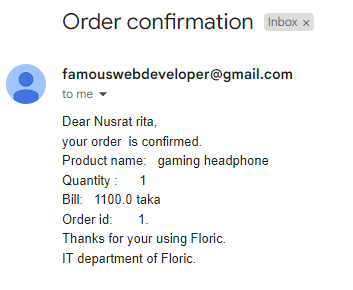 Order confirmation Inbox ×
famouswebdeveloper@gmail.com
to me
Dear Nusrat rita,
your order is confirmed.
Product name: gaming headphone
Quantity : 1
Bill: 1100.0 taka
Order id: 1.
Thanks for your using Floric.
IT department of Floric.